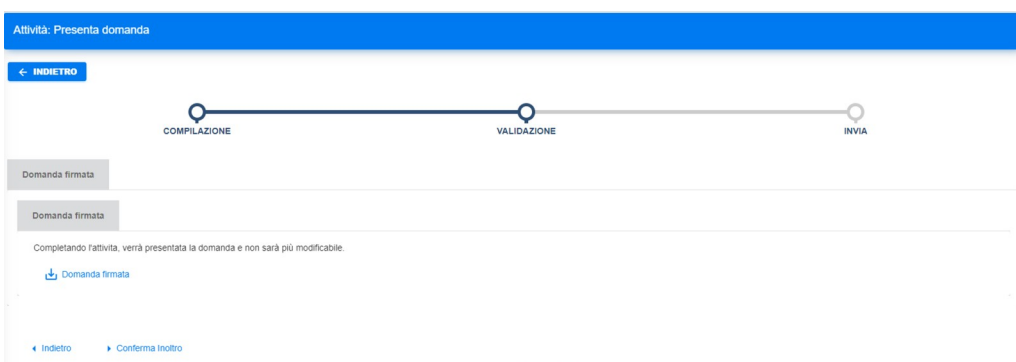 Attività: Presenta domanda
← INDIETRO
COMPILAZIONE
VALIDAZIONE
INVIA
Domanda firmata
Domanda firmata
Completando l'attivita, verrà presentata la domanda e non sarà più modificabile.
Domanda firmata
Indietro
Conferma Inoltro